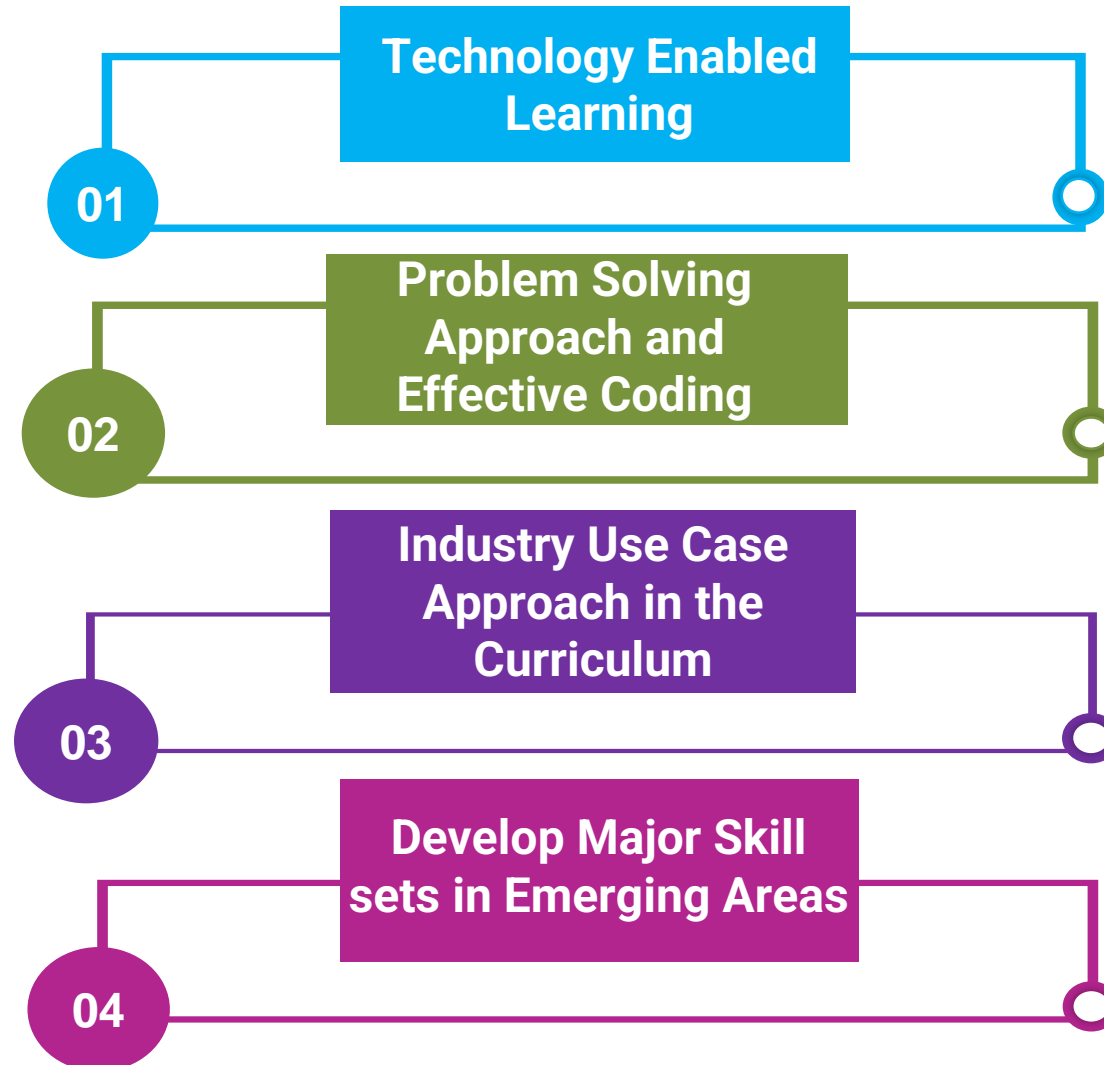 Technology Enabled
Learning
01
Problem Solving
Approach and
Effective Coding
02
Industry Use Case
Approach in the
Curriculum
03
Develop Major Skill
sets in Emerging Areas
04